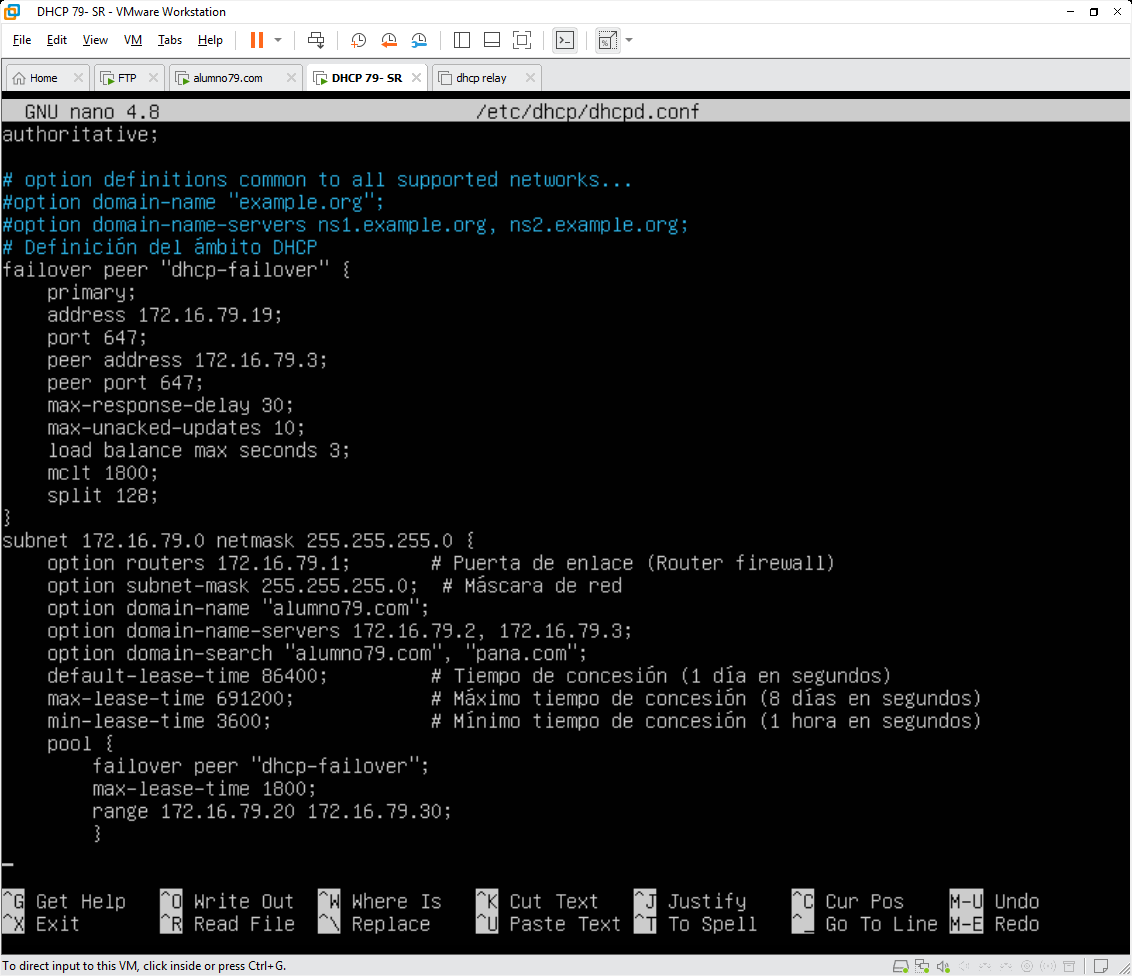 DHCP 79- SR - VMware Workstation
File Edit View VM Tabs Help
Home FTP alumno79.com DHCP 79- SR dhcp relay
GNU nano 4.8 /etc/dhcp/dhcpd.conf
authoritative;
# option definitions common to all supported networks...
#option domain-name "example.org";
#option domain-name-servers ns1.example.org, ns2.example.org;
# Definición del ámbito DHCP
failover peer "dhcp-failover" {
    primary;
    address 172.16.79.19;
    port 647;
    peer address 172.16.79.3;
    peer port 647;
    max-response-delay 30;
    max-unacked-updates 10;
    load balance max seconds 3;
    mclt 1800;
    split 128;
}
subnet 172.16.79.0 netmask 255.255.255.0 {
    option routers 172.16.79.1;       # Puerta de enlace (Router firewall)
    option subnet-mask 255.255.255.0;  # Máscara de red
    option domain-name "alumno79.com";
    option domain-name-servers 172.16.79.2, 172.16.79.3;
    option domain-search "alumno79.com", "pana.com";
    default-lease-time 86400;         # Tiempo de concesión (1 día en segundos)
    max-lease-time 691200;            # Máximo tiempo de concesión (8 días en segundos)
    min-lease-time 3600;              # Mínimo tiempo de concesión (1 hora en segundos)
    pool {
        failover peer "dhcp-failover";
        max-lease-time 1800;
        range 172.16.79.20 172.16.79.30;
        }
^G Get Help ^O Write Out ^W Where Is ^K Cut Text ^J Justify ^C Cur Pos M-U Undo
^X Exit ^R Read File ^\ Replace ^U Paste Text ^T To Spell ^_ Go To Line M-E Redo
To direct input to this VM, click inside or press Ctrl+G.